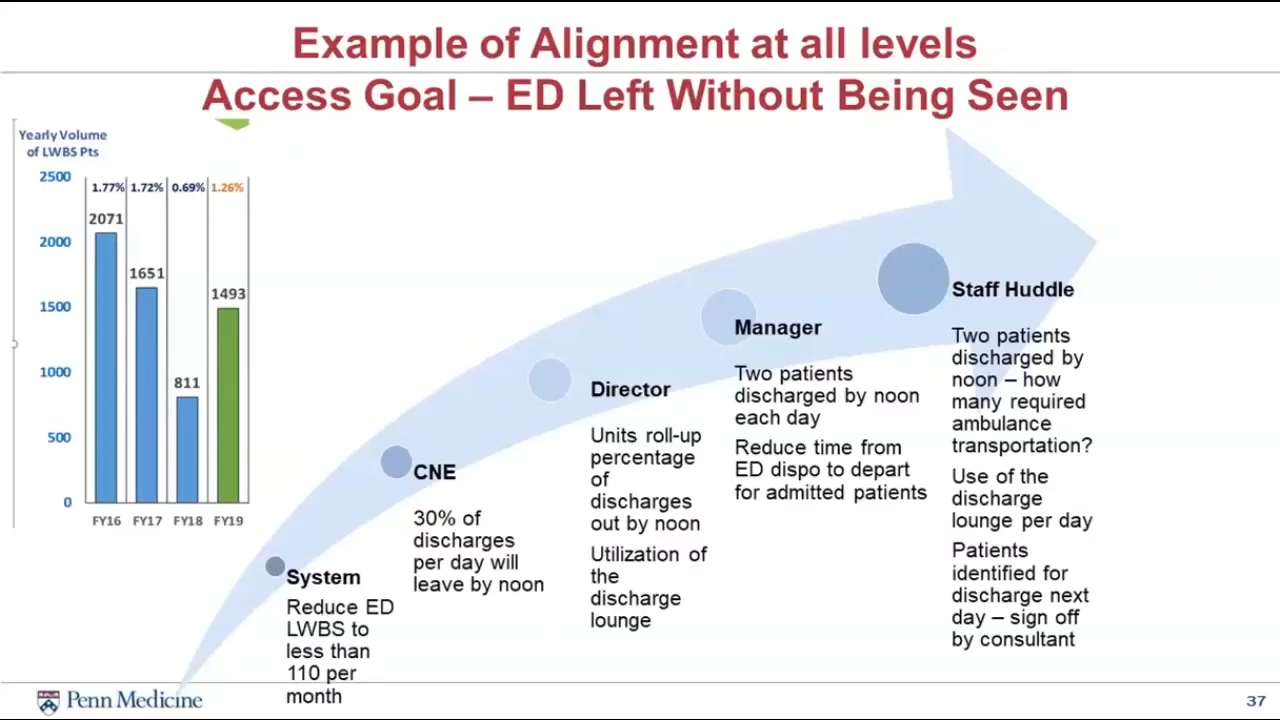 Example of Alignment at all levels
Access Goal – ED Left Without Being Seen
Yearly Volume
of LWBS Pts
2500
2000
1500
1000
500
0
1.77% 1.72% 0.69% 1.26%
2071
1651
811
1493
FY16 FY17 FY18 FY19
System
Reduce ED
LWBS to
less than
110 per
month
CNE
30% of
discharges
per day will
leave by noon
Director
Units roll-up
percentage
of
discharges
out by noon
Utilization of
the
discharge
lounge
Manager
Two patients
discharged by noon
each day
Reduce time from
ED dispo to depart
for admitted patients
Staff Huddle
Two patients
discharged by
noon – how
many required
ambulance
transportation?
Use of the
discharge
lounge per day
Patients
identified for
discharge next
day – sign off
by consultant
Penn Medicine
37